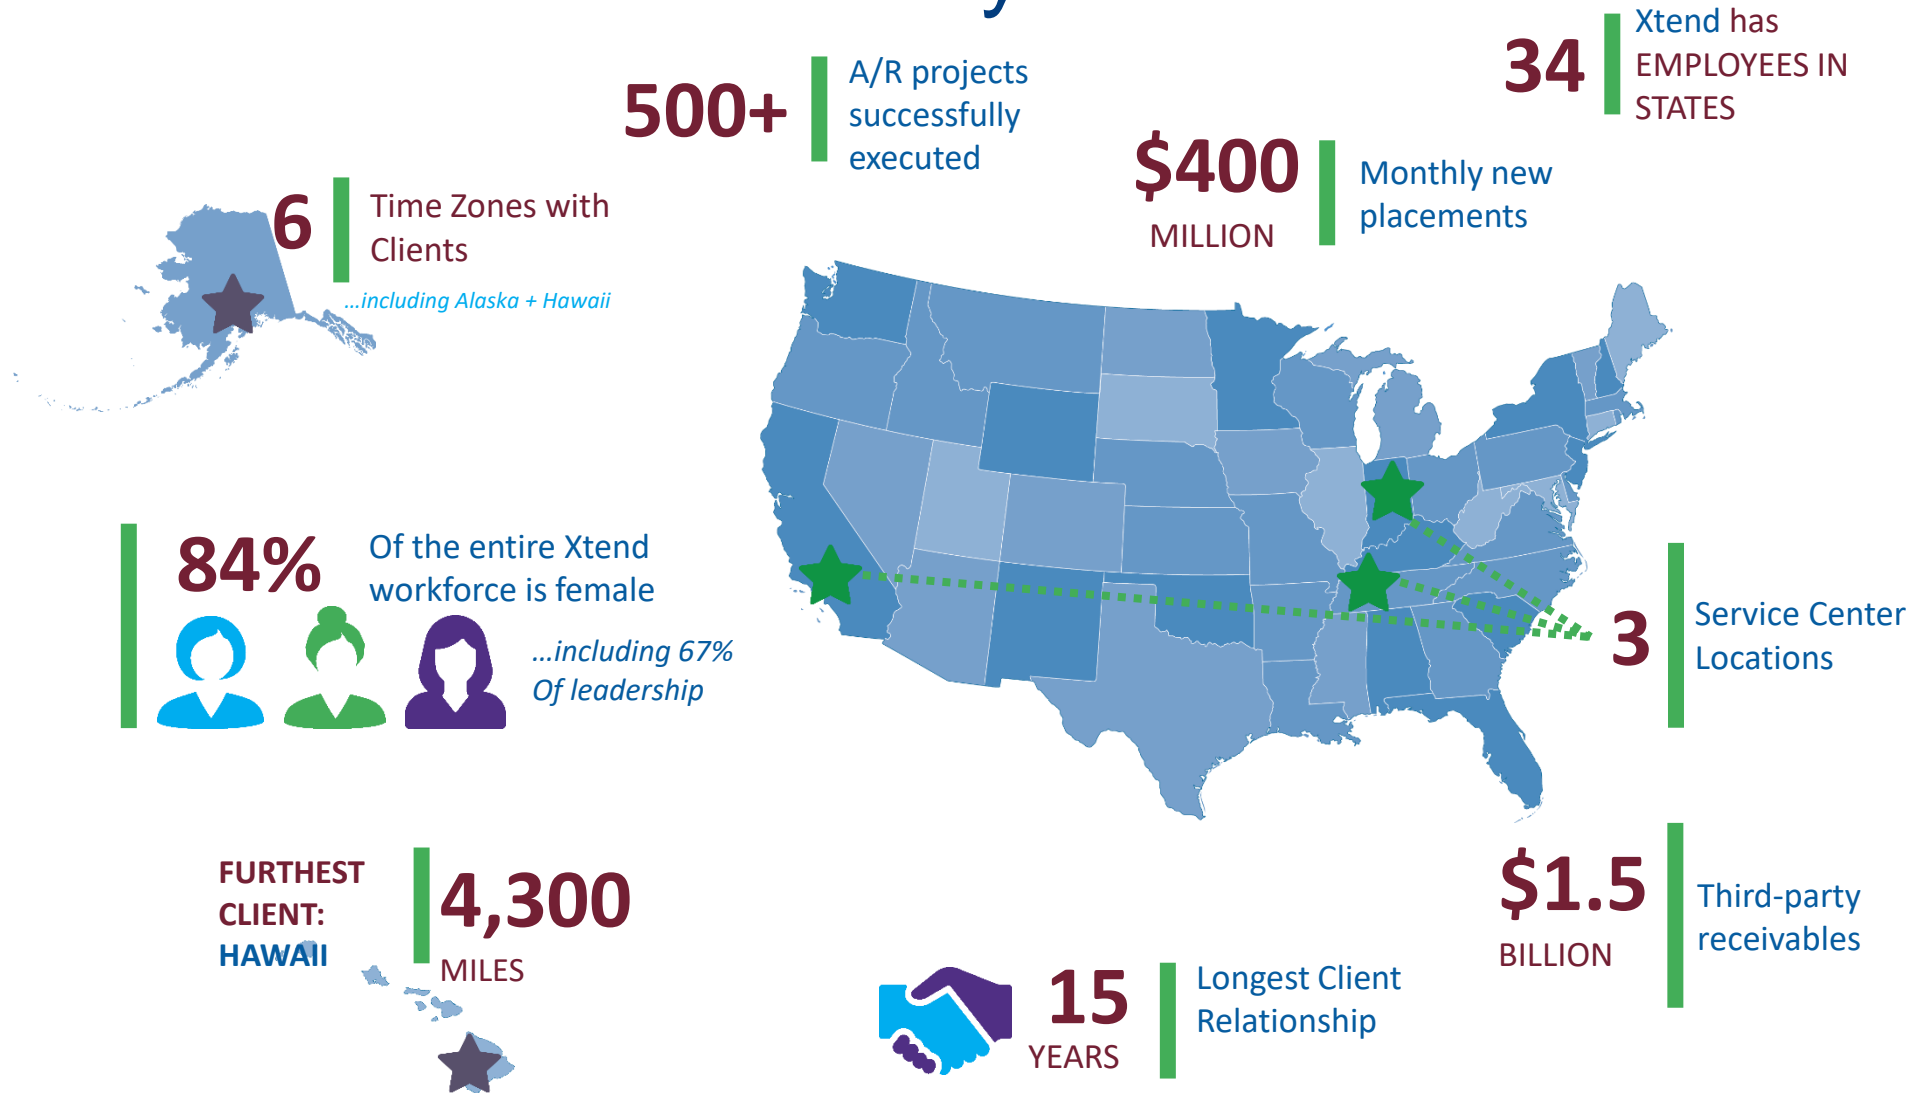 34
Xtend has
EMPLOYEES IN
STATES
500+
A/R projects
successfully
executed
$400
MILLION
Monthly new
placements
6
Time Zones with
Clients
...including Alaska + Hawaii
84%
Of the entire Xtend
workforce is female
...including 67%
Of leadership
3
Service Center
Locations
FURTHEST
CLIENT:
HAWAII
4,300
MILES
$1.5
BILLION
Third-party
receivables
15
YEARS
Longest Client
Relationship